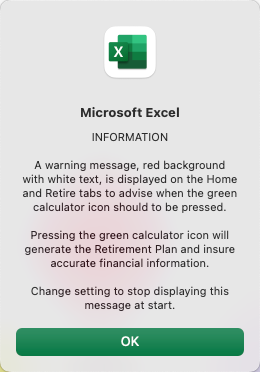 X
Microsoft Excel
INFORMATION
A warning message, red background
with white text, is displayed on the Home
and Retire tabs to advise when the green
calculator icon should to be pressed.
Pressing the green calculator icon will
generate the Retirement Plan and insure
accurate financial information.
Change setting to stop displaying this
message at start.
OK